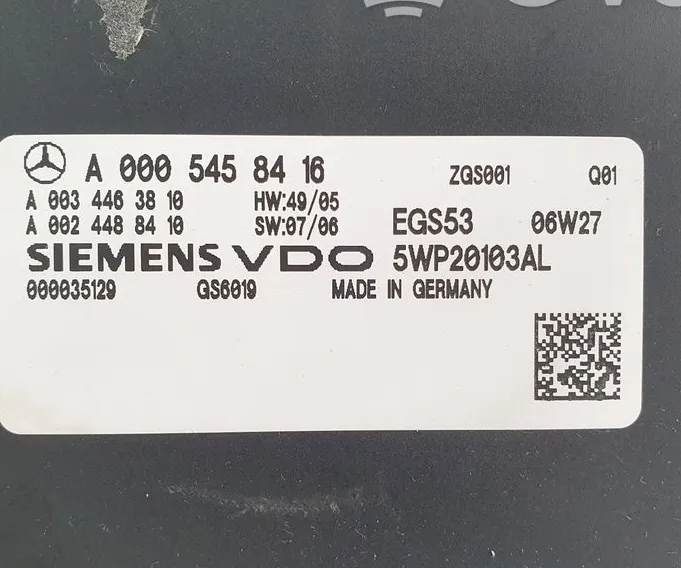 A 000 545 84 16 ZGS001 Q01
A 003 446 38 10 HW:49/05
A 002 448 84 10 SW:07/06 EGS53 06W27
SIEMENS VDO 5WP20103AL
000035129 GS6019 MADE IN GERMANY